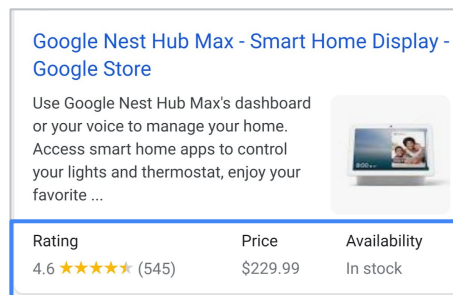 Google Nest Hub Max - Smart Home Display -
Google Store
Use Google Nest Hub Max's dashboard
or your voice to manage your home.
Access smart home apps to control
your lights and thermostat, enjoy your
favorite ...
8:00
Rating Price Availability
4.6 ★★★★★ (545) $229.99 In stock